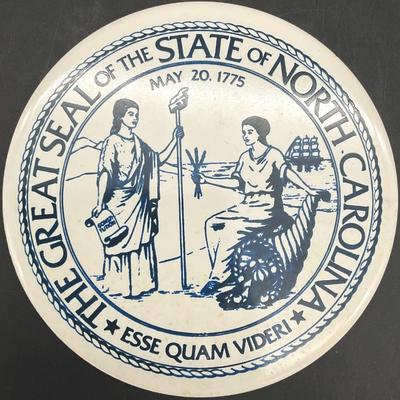 THE GREAT SEAL OF THE STATE OF NORTH CAROLINA
MAY 20, 1775
★ ESSE QUAM VIDERI ★